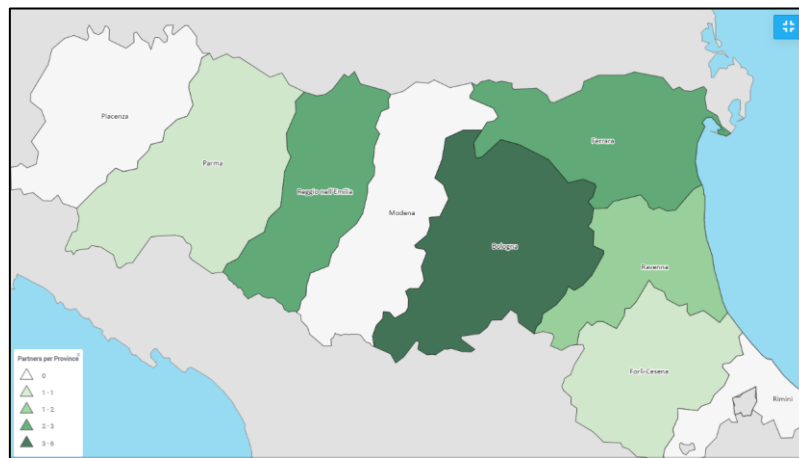 Piacenza
Parma
Reggio nell'Emilia
Modena
Bologna
Ferrara
Ravenna
Forlì-Cesena
Rimini
Partners per Province
0
1 - 1
1 - 2
2 - 3
3 - 6